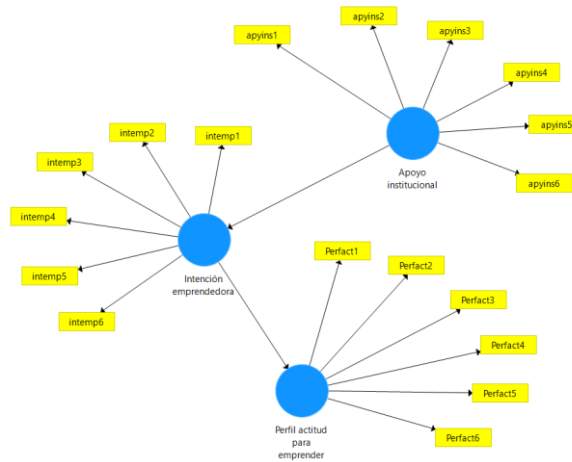 apyins1
apyins2
apyins3
apyins4
apyins5
apyins6
Apoyo
institucional
intemp1
intemp2
intemp3
intemp4
intemp5
intemp6
Intención
emprendedora
Perfact1
Perfact2
Perfact3
Perfact4
Perfact5
Perfact6
Perfil actitud
para
emprender